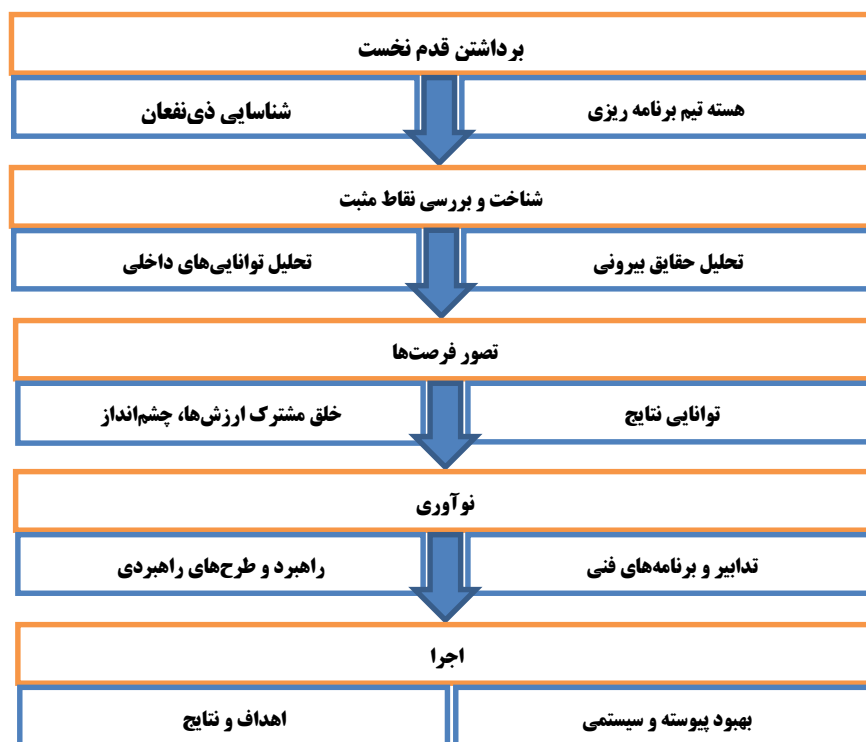 برداشتن قدم نخست
هسته تیم برنامه ریزی
شناسایی ذی‌نفعان
شناخت و بررسی نقاط مثبت
تحلیل حقایق بیرونی
تحلیل توانایی‌های داخلی
تصور فرصت‌ها
توانایی نتایج
خلق مشترک ارزش‌ها، چشم‌انداز
نوآوری
تدابیر و برنامه‌های فنی
راهبرد و طرح‌های راهبردی
اجرا
بهبود پیوسته و سیستمی
اهداف و نتایج